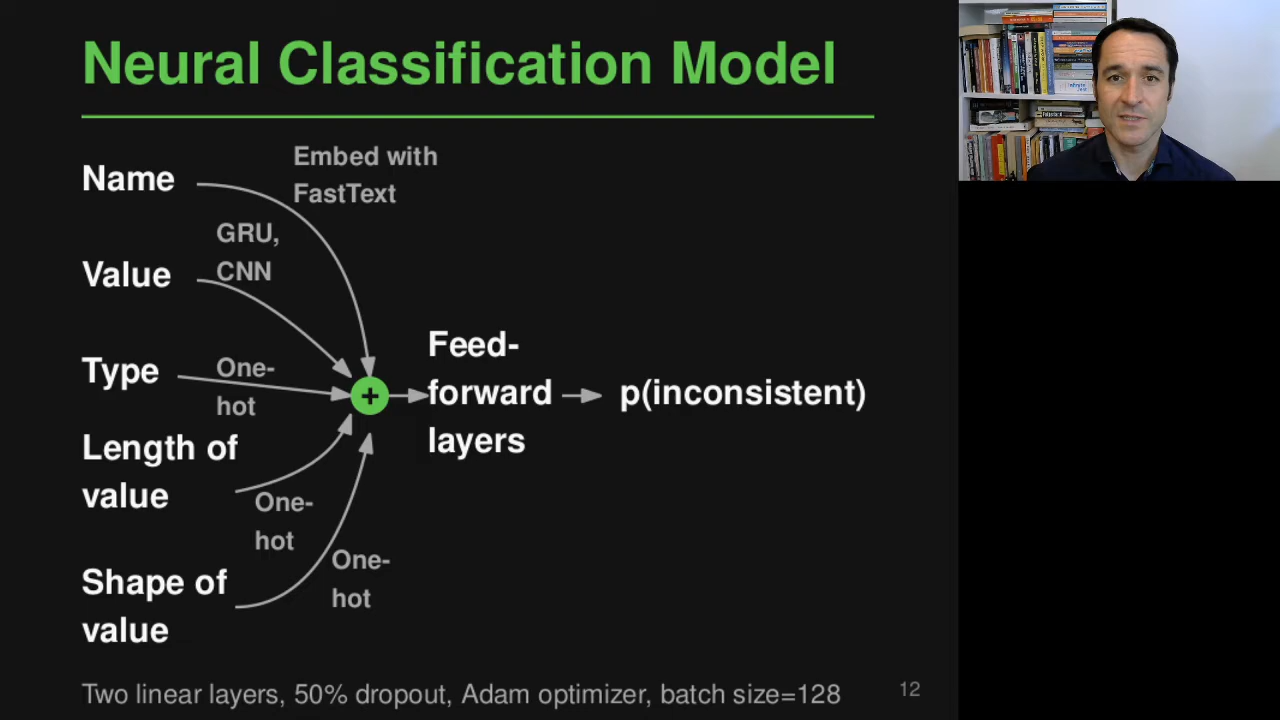 Neural Classification Model
Name
Embed with
FastText
Value
GRU,
CNN
Type
One-
hot
Length of
value
One-
hot
Shape of
value
One-
hot
+
Feed-
forward
layers
p(inconsistent)
Two linear layers, 50% dropout, Adam optimizer, batch size=128
12